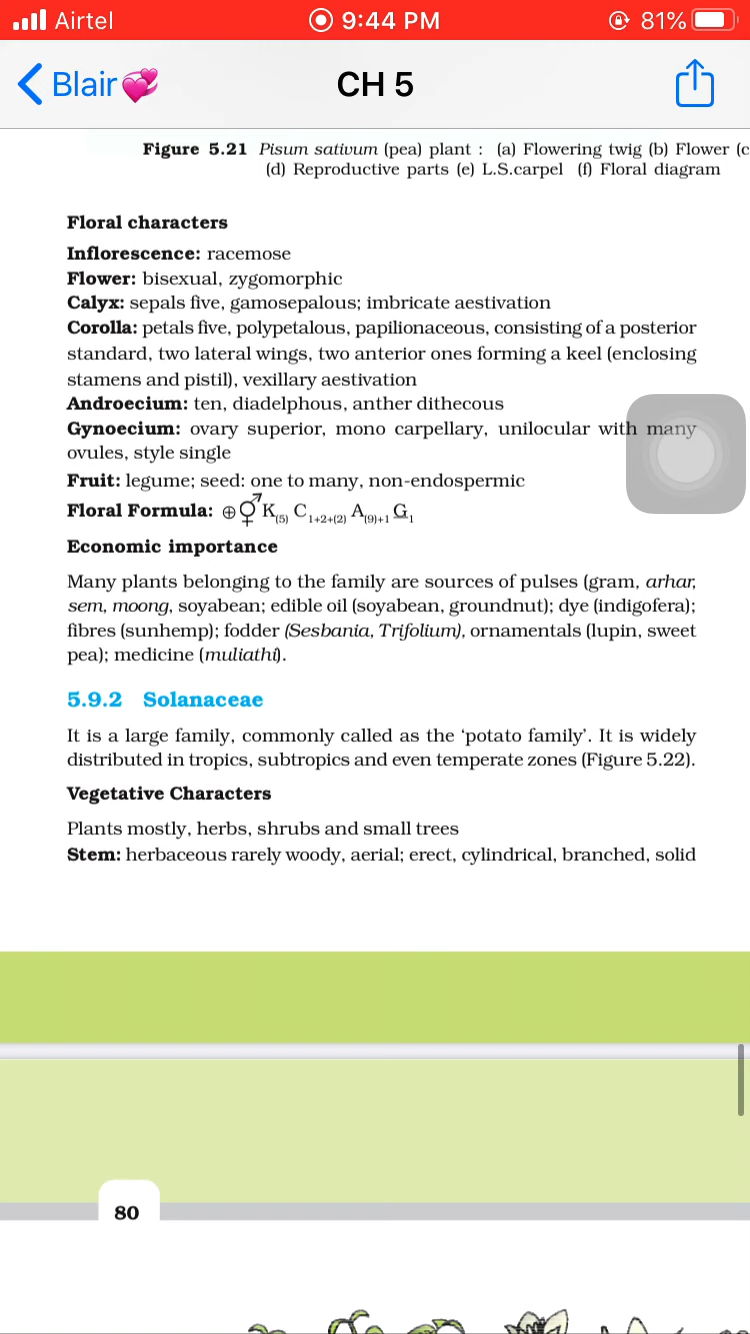 Airtel
9:44 PM
81%
Blair
CH 5
Figure 5.21 Pisum sativum (pea) plant : (a) Flowering twig (b) Flower (c
(d) Reproductive parts (e) L.S.carpel (f) Floral diagram
Floral characters
Inflorescence: racemose
Flower: bisexual, zygomorphic
Calyx: sepals five, gamosepalous; imbricate aestivation
Corolla: petals five, polypetalous, papilionaceous, consisting of a posterior
standard, two lateral wings, two anterior ones forming a keel (enclosing
stamens and pistil), vexillary aestivation
Androecium: ten, diadelphous, anther dithecous
Gynoecium: ovary superior, mono carpellary, unilocular with many
ovules, style single
Fruit: legume; seed: one to many, non-endospermic
Floral Formula: ⊕ ⚥ K(5) C1+2+(2) A(9)+1 G1
Economic importance
Many plants belonging to the family are sources of pulses (gram, arhar,
sem, moong, soyabean; edible oil (soyabean, groundnut); dye (indigofera);
fibres (sunhemp); fodder (Sesbania, Trifolium), ornamentals (lupin, sweet
pea); medicine (muliathi).
5.9.2 Solanaceae
It is a large family, commonly called as the ‘potato family’. It is widely
distributed in tropics, subtropics and even temperate zones (Figure 5.22).
Vegetative Characters
Plants mostly, herbs, shrubs and small trees
Stem: herbaceous rarely woody, aerial; erect, cylindrical, branched, solid
80